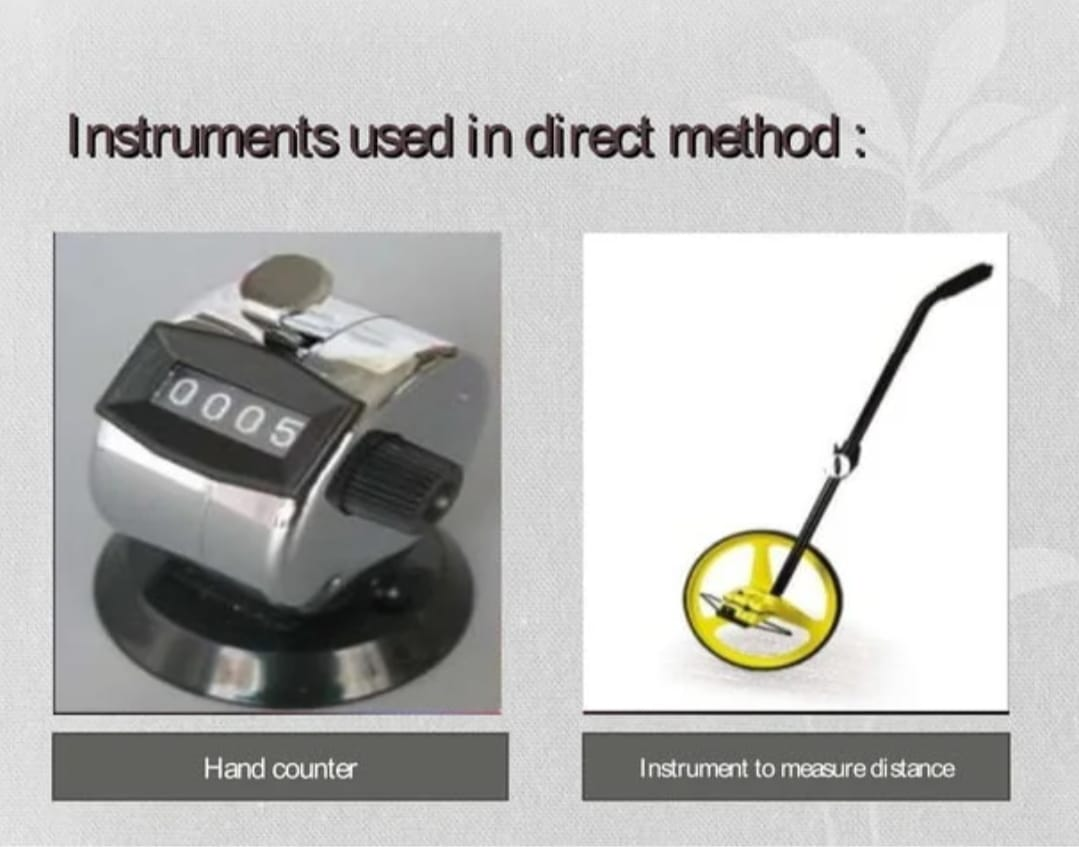 Instruments used in direct method :
0005
Hand counter
Instrument to measure distance